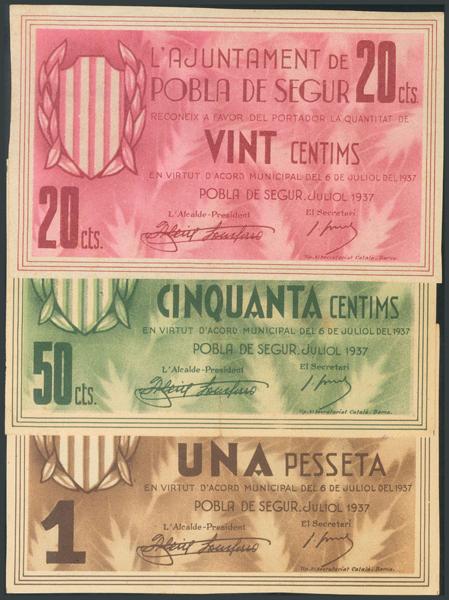 L'AJUNTAMENT DE
POBLA DE SEGUR 20 cts.
RECONEIX A FAVOR DEL PORTADOR LA QUANTITAT DE
VINT CENTIMS
EN VIRTUT D'ACORD MUNICIPAL DEL 6 DE JULIOL DEL 1937
POBLA DE SEGUR, JULIOL 1937
L'Alcalde-President El Secretari
20 cts.
CINQUANTA CENTIMS
EN VIRTUT D'ACORD MUNICIPAL DEL 6 DE JULIOL DEL 1937
POBLA DE SEGUR, JULIOL 1937
L'Alcalde-President El Secretari
50 cts.
UNA PESSETA
EN VIRTUT D'ACORD MUNICIPAL DEL 6 DE JULIOL DEL 1937
POBLA DE SEGUR, JULIOL 1937
L'Alcalde-President El Secretari
1